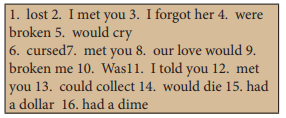 1. lost 2. I met you 3. I forgot her 4. were
broken 5. would cry
6. cursed7. met you 8. our love would 9.
broken me 10. Was11. I told you 12. met
you 13. could collect 14. would die 15. had
a dollar 16. had a dime